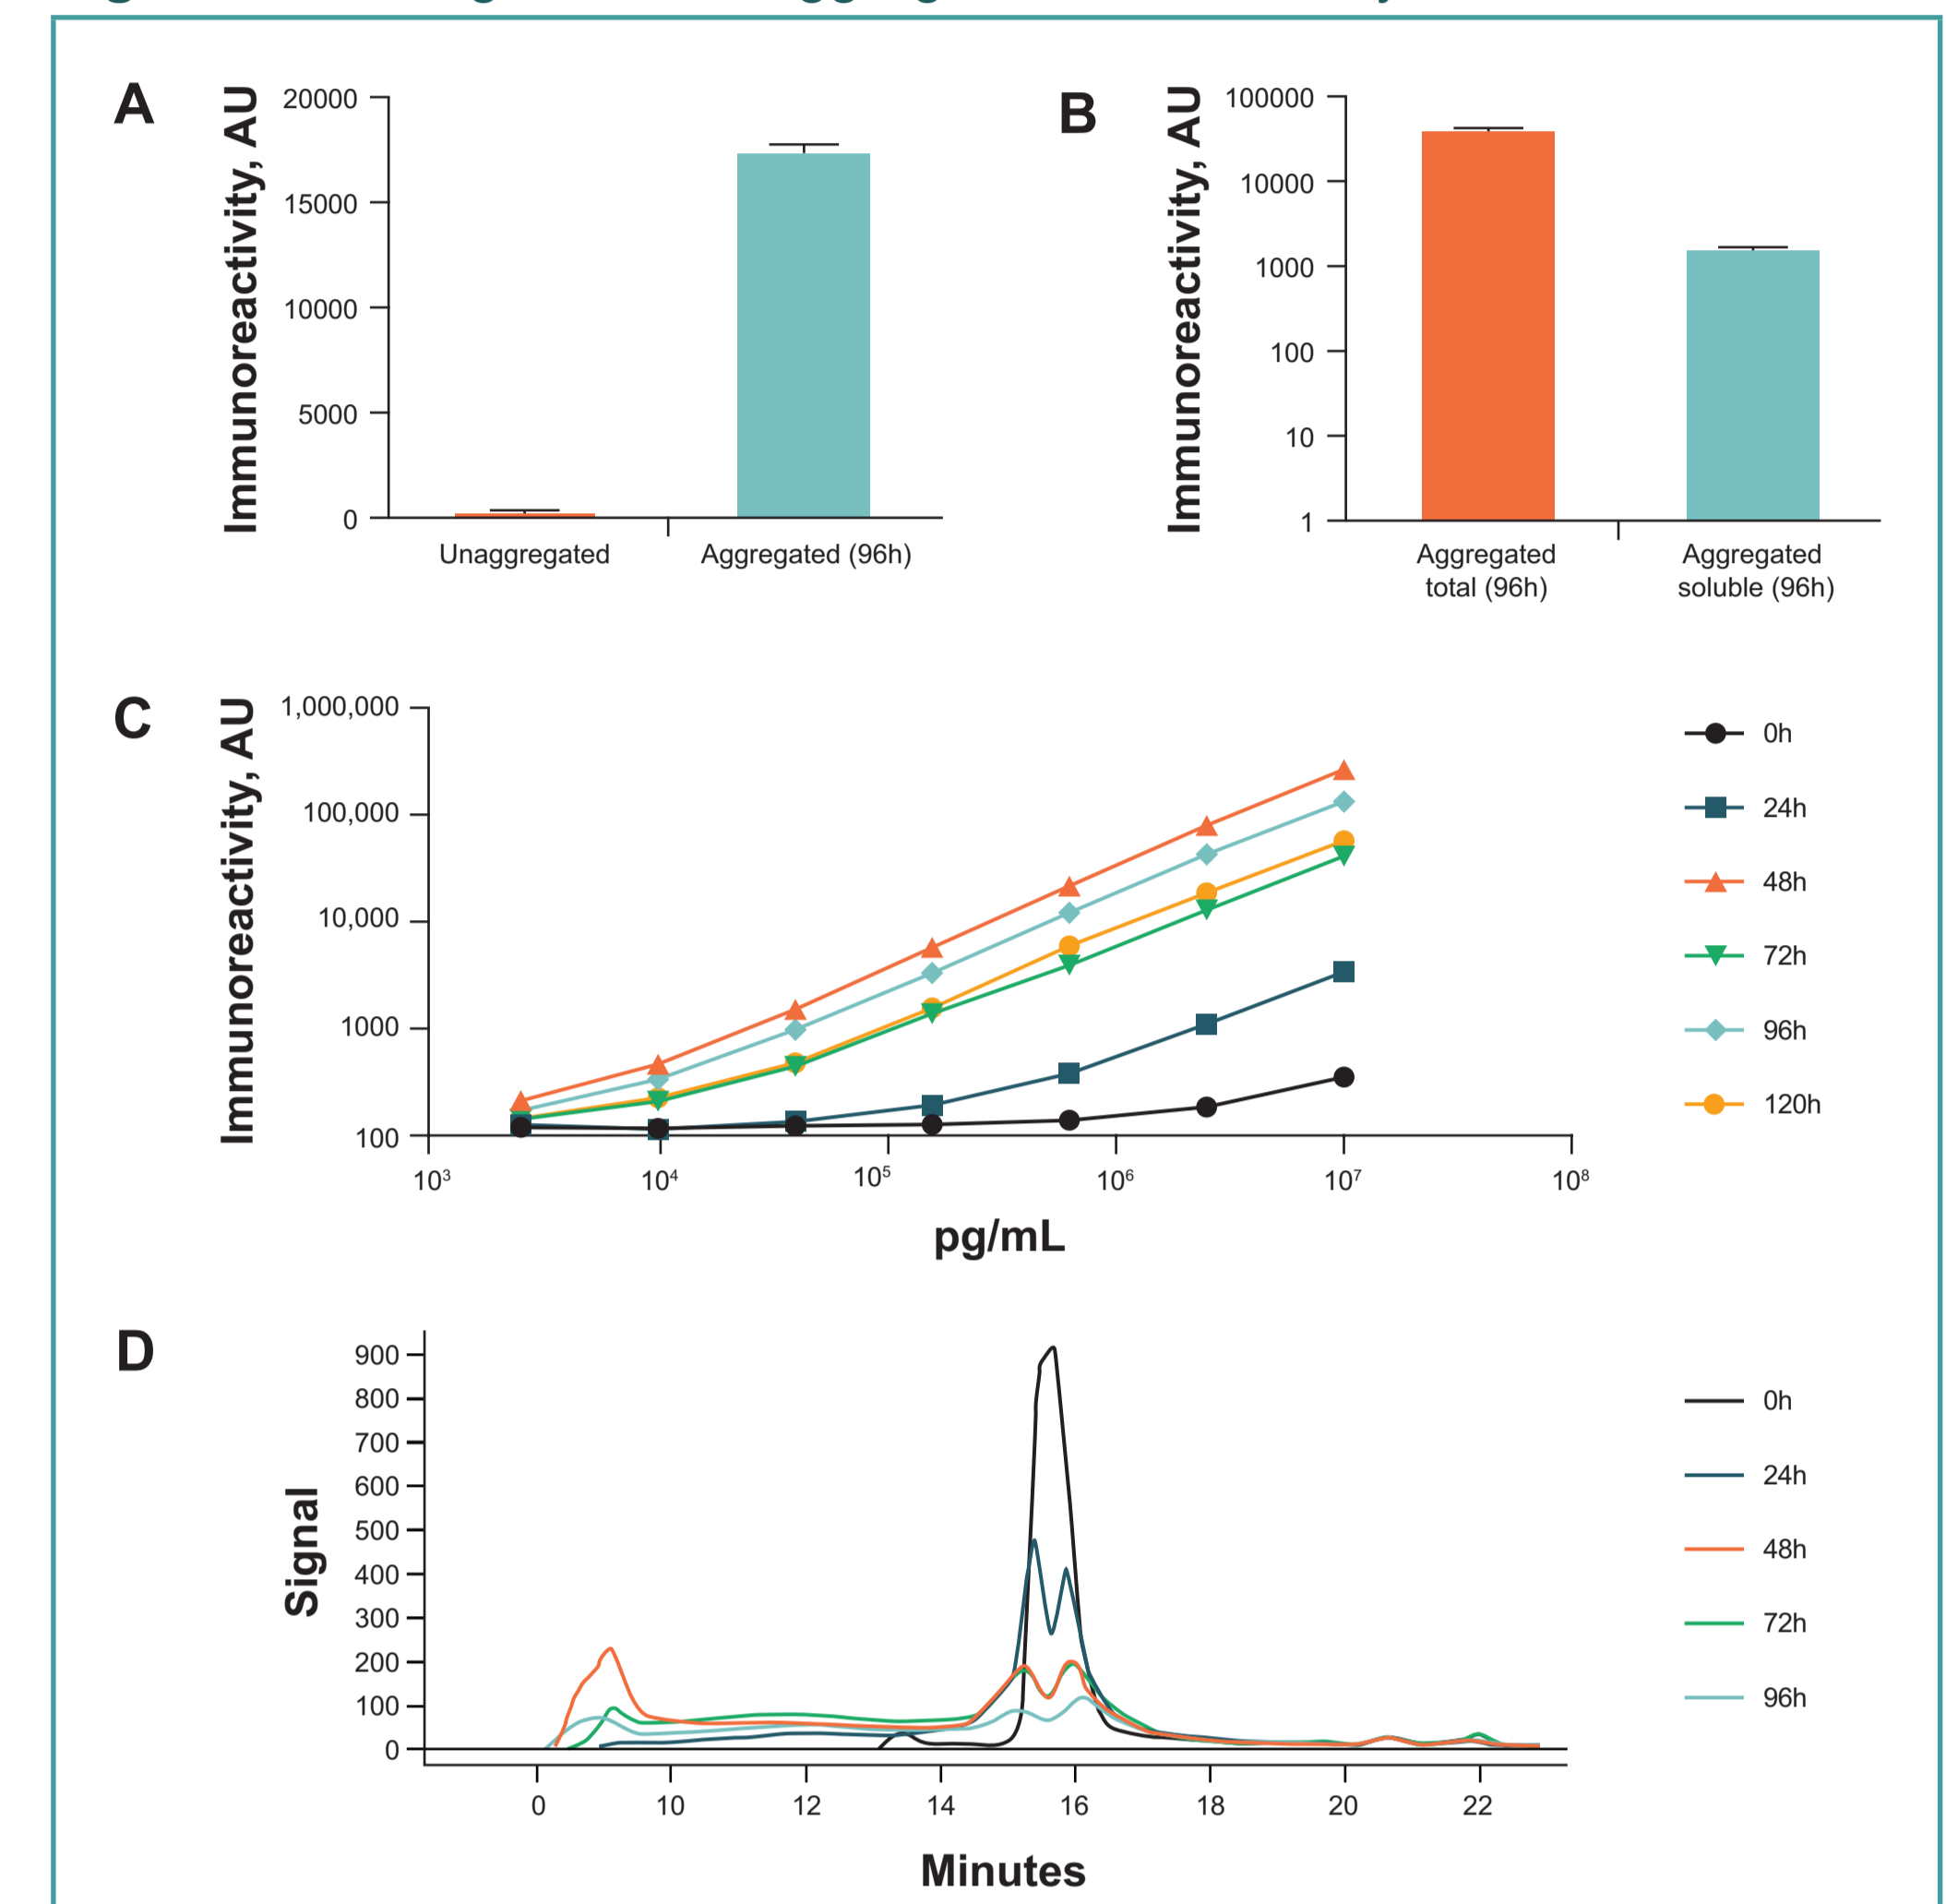 A
Immunoreactivity, AU
20000
15000
10000
5000
0
Unaggregated
Aggregated (96h)
B
Immunoreactivity, AU
100000
10000
1000
100
10
1
Aggregated
total (96h)
Aggregated
soluble (96h)
C
Immunoreactivity, AU
1,000,000
100,000
10,000
1000
100
10³
10⁴
10⁵
10⁶
10⁷
10⁸
pg/mL
0h
24h
48h
72h
96h
120h
D
Signal
900
800
700
600
500
400
300
200
100
0
0
10
12
14
16
18
20
22
Minutes
0h
24h
48h
72h
96h